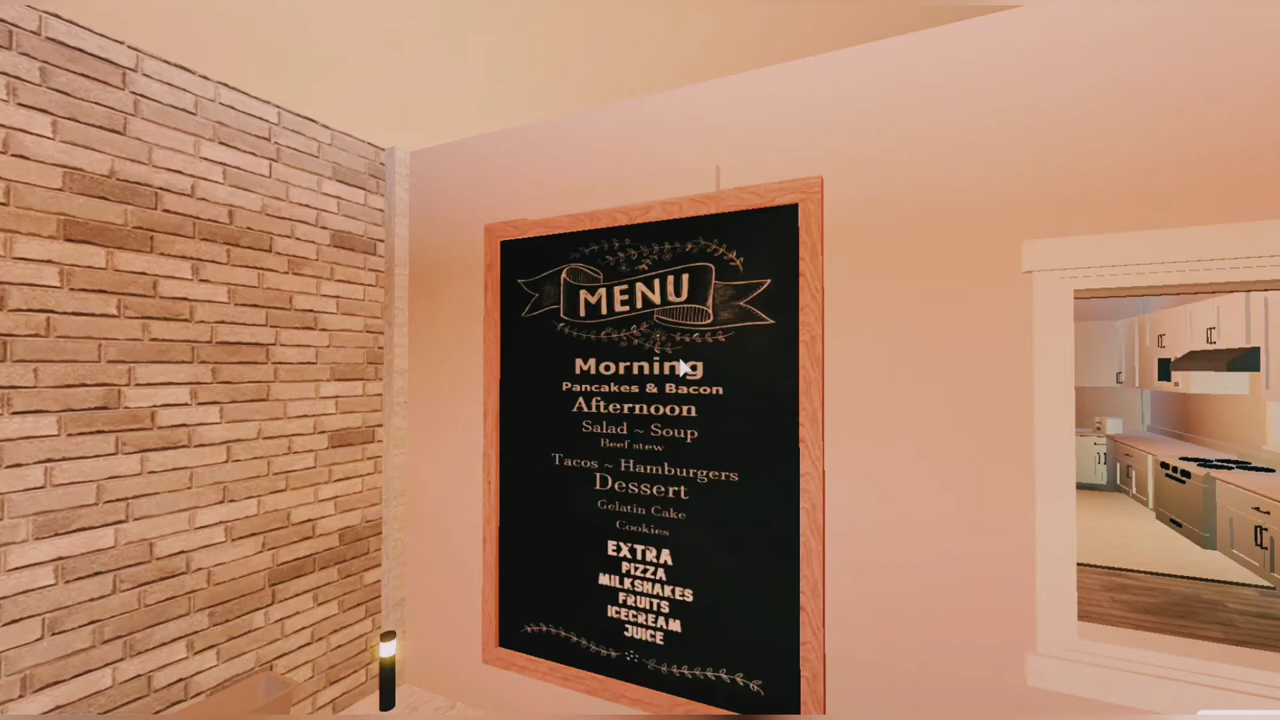 MENU
Morning
Pancakes & Bacon
Afternoon
Salad ~ Soup
Beef stew
Tacos ~ Hamburgers
Dessert
Gelatin Cake
Cookies
EXTRA
PIZZA
MILKSHAKES
FRUITS
ICECREAM
JUICE